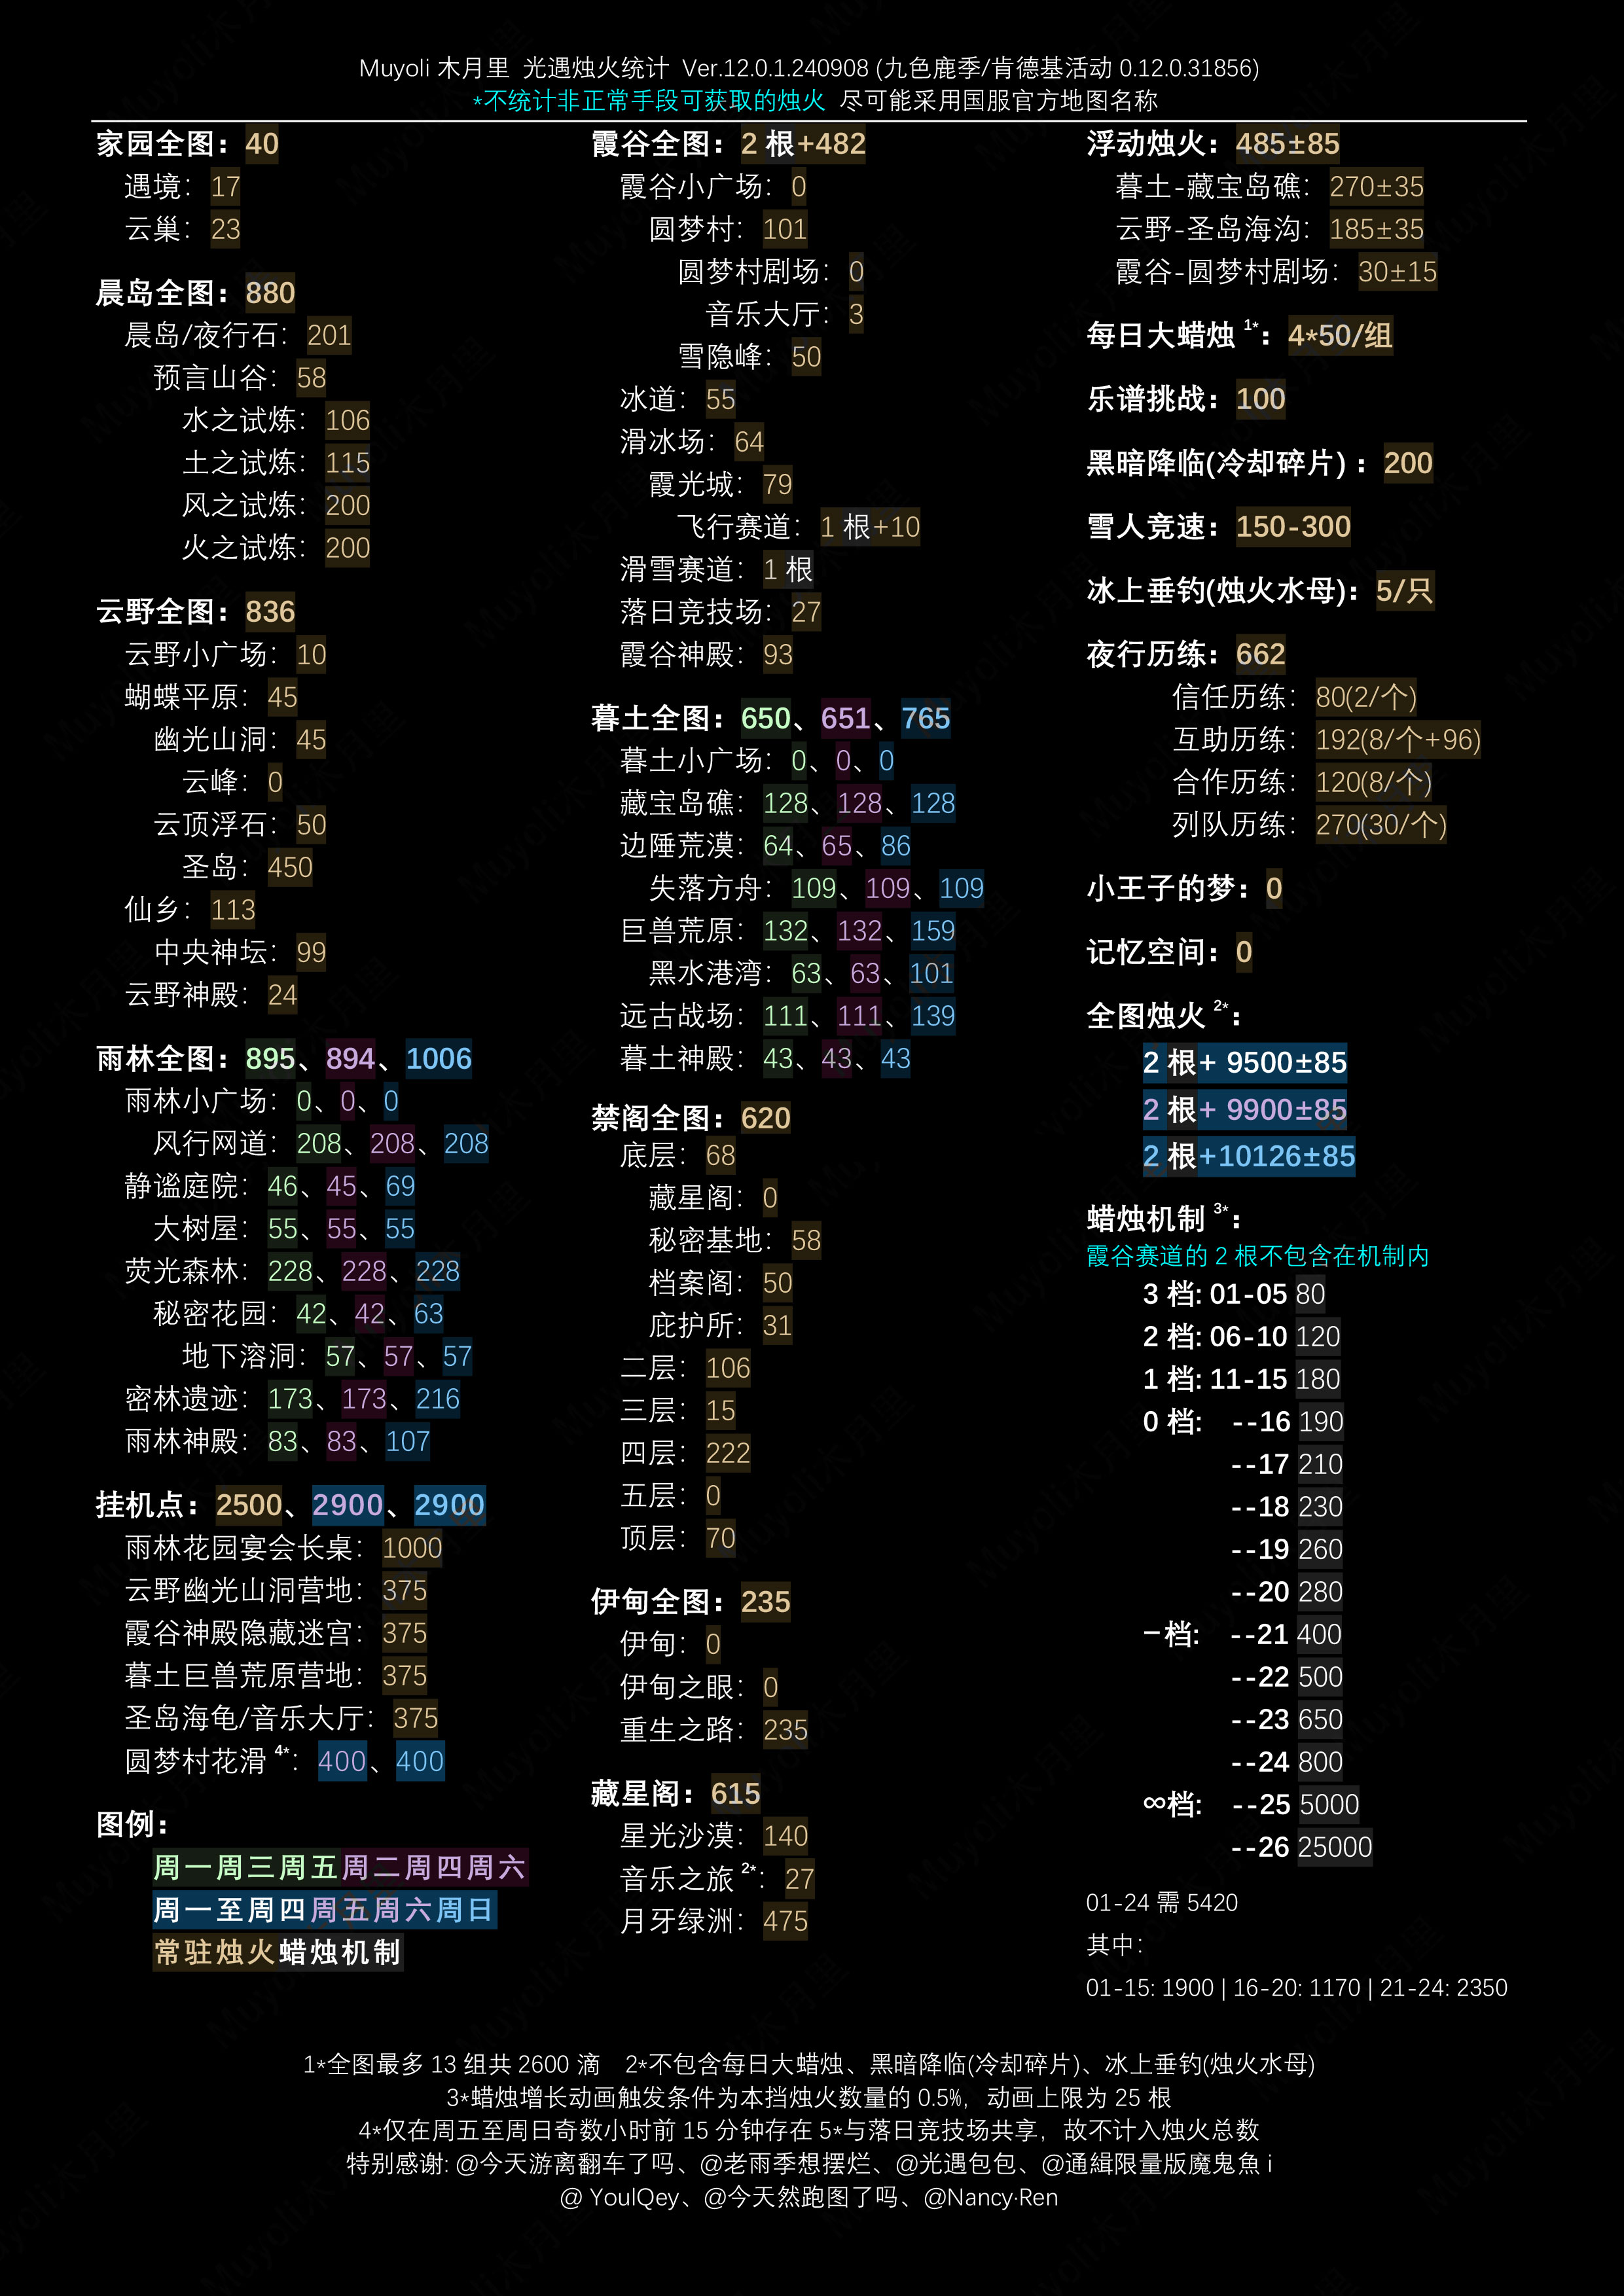 Muyoli 木月里 光遇烛火统计 Ver.12.0.1.240908 (九色鹿季/肯德基活动 0.12.0.31856)
*不统计非正常手段可获取的烛火 尽可能采用国服官方地图名称
家园全图：40
遇境：17
云巢：23
晨岛全图：880
晨岛/夜行石：201
预言山谷：58
水之试炼：106
土之试炼：115
风之试炼：200
火之试炼：200
云野全图：836
云野小广场：10
蝴蝶平原：45
幽光山洞：45
云峰：0
云顶浮石：50
圣岛：450
仙乡：113
中央神坛：99
云野神殿：24
雨林全图：895、894、1006
雨林小广场：0、0、0
风行网道：208、208、208
静谧庭院：46、45、69
大树屋：55、55、55
荧光森林：228、228、228
秘密花园：42、42、63
地下溶洞：57、57、57
密林遗迹：173、173、216
雨林神殿：83、83、107
挂机点：2500、2900、2900
雨林花园宴会长桌：1000
云野幽光山洞营地：375
霞谷神殿隐藏迷宫：375
暮土巨兽荒原营地：375
圣岛海龟/音乐大厅：375
圆梦村花滑 4*：400、400
图例：
周一周三周五周二周四周六
周一至周四周五周六周日
常驻烛火蜡烛机制
霞谷全图：2 根+482
霞谷小广场：0
圆梦村：101
圆梦村剧场：0
音乐大厅：3
雪隐峰：50
冰道：55
滑冰场：64
霞光城：79
飞行赛道：1 根+10
滑雪赛道：1 根
落日竞技场：27
霞谷神殿：93
暮土全图：650、651、765
暮土小广场：0、0、0
藏宝岛礁：128、128、128
边陲荒漠：64、65、86
失落方舟：109、109、109
巨兽荒原：132、132、159
黑水港湾：63、63、101
远古战场：111、111、139
暮土神殿：43、43、43
禁阁全图：620
底层：68
藏星阁：0
秘密基地：58
档案阁：50
庇护所：31
二层：106
三层：15
四层：222
五层：0
顶层：70
伊甸全图：235
伊甸：0
伊甸之眼：0
重生之路：235
藏星阁：615
星光沙漠：140
音乐之旅 2*：27
月牙绿洲：475
浮动烛火：485±85
暮土-藏宝岛礁：270±35
云野-圣岛海沟：185±35
霞谷-圆梦村剧场：30±15
每日大蜡烛 1*：4*50/组
乐谱挑战：100
黑暗降临(冷却碎片)：200
雪人竞速：150-300
冰上垂钓(烛火水母)：5/只
夜行历练：662
信任历练：80(2/个)
互助历练：192(8/个+96)
合作历练：120(8/个)
列队历练：270(30/个)
小王子的梦：0
记忆空间：0
全图烛火 2*：
2 根+ 9500±85
2 根+ 9900±85
2 根+10126±85
蜡烛机制 3*：
霞谷赛道的 2 根不包含在机制内
3 档: 01-05 80
2 档: 06-10 120
1 档: 11-15 180
0 档: --16 190
--17 210
--18 230
--19 260
--20 280
－档: --21 400
--22 500
--23 650
--24 800
∞档: --25 5000
--26 25000
01-24 需 5420
其中：
01-15: 1900 | 16-20: 1170 | 21-24: 2350
1*全图最多 13 组共 2600 滴 2*不包含每日大蜡烛、黑暗降临(冷却碎片)、冰上垂钓(烛火水母)
3*蜡烛增长动画触发条件为本挡烛火数量的 0.5%，动画上限为 25 根
4*仅在周五至周日奇数小时前 15 分钟存在 5*与落日竞技场共享，故不计入烛火总数
特别感谢: @今天游离翻车了吗、@老雨季想摆烂、@光遇包包、@通緝限量版魔鬼魚 i
@ YoulQey、@今天然跑图了吗、@Nancy·Ren